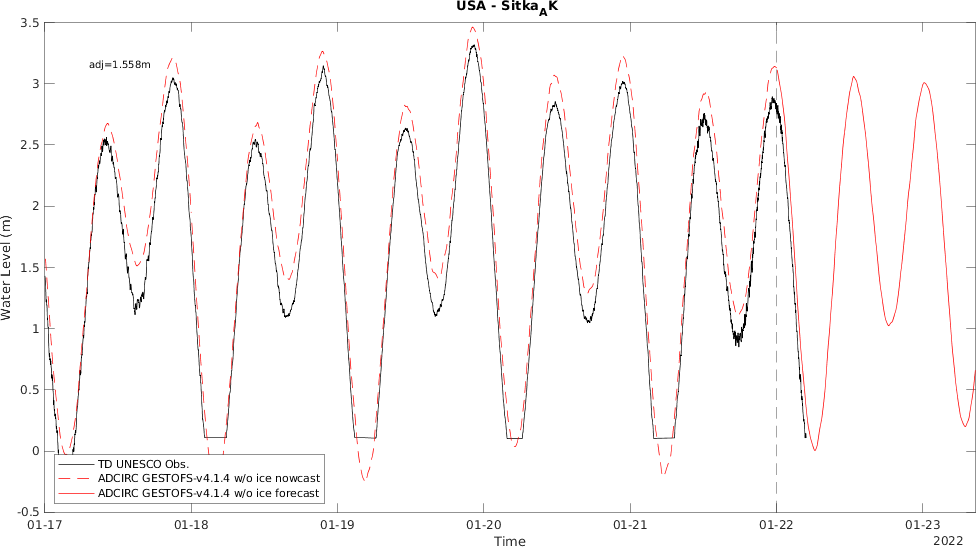 USA - Sitka_AK
3.5
adj=1.558m
3
2.5
2
1.5
1
0.5
0
-0.5
Water Level (m)
TD UNESCO Obs.
ADCIRC GESTOFS-v4.1.4 w/o ice nowcast
ADCIRC GESTOFS-v4.1.4 w/o ice forecast
01-17 01-18 01-19 01-20 01-21 01-22 01-23
Time
2022